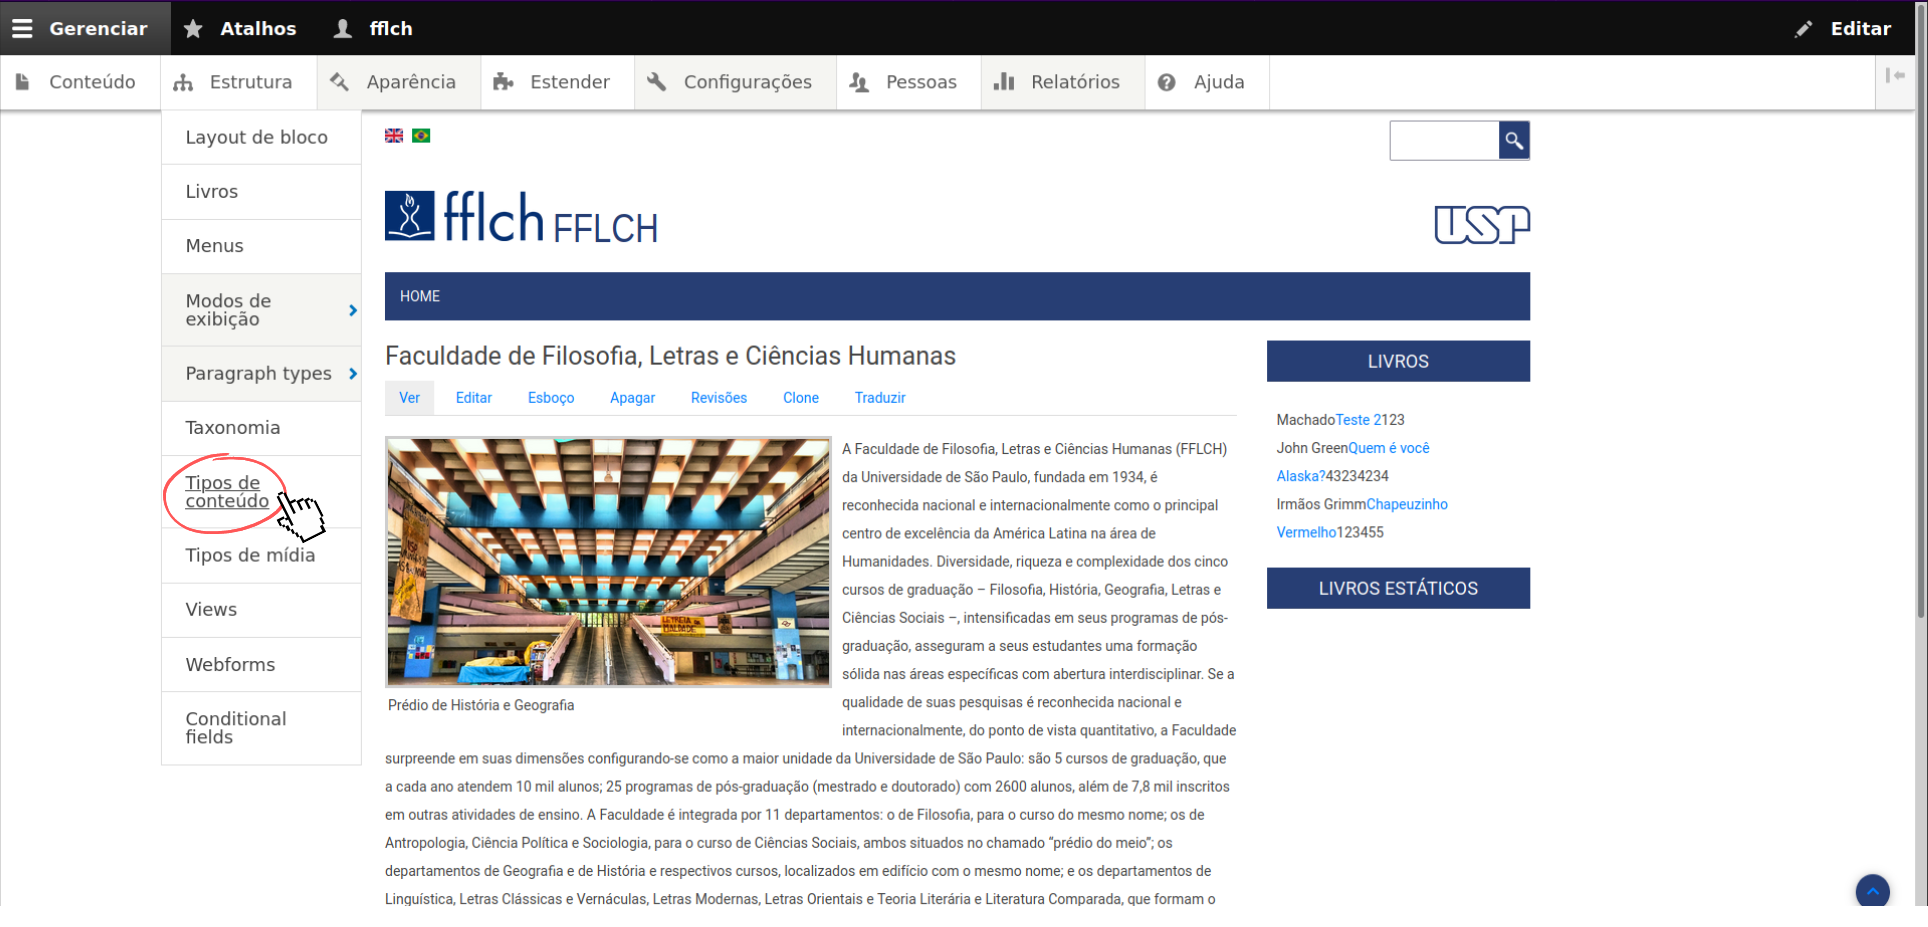 Gerenciar Atalhos fflch Editar
Conteúdo Estrutura Aparência Estender Configurações Pessoas Relatórios Ajuda
Layout de bloco
Livros
Menus
Modos de
exibição
Paragraph types
Taxonomia
Tipos de
conteúdo
Tipos de mídia
Views
Webforms
Conditional
fields
fflch FFLCH
USP
HOME
Faculdade de Filosofia, Letras e Ciências Humanas
Ver Editar Esboço Apagar Revisões Clone Traduzir
LETREIA
MALDADE
Prédio de História e Geografia
A Faculdade de Filosofia, Letras e Ciências Humanas (FFLCH)
da Universidade de São Paulo, fundada em 1934, é
reconhecida nacional e internacionalmente como o principal
centro de excelência da América Latina na área de
Humanidades. Diversidade, riqueza e complexidade dos cinco
cursos de graduação – Filosofia, História, Geografia, Letras e
Ciências Sociais –, intensificadas em seus programas de pós-
graduação, asseguram a seus estudantes uma formação
sólida nas áreas específicas com abertura interdisciplinar. Se a
qualidade de suas pesquisas é reconhecida nacional e
internacionalmente, do ponto de vista quantitativo, a Faculdade
surpreende em suas dimensões configurando-se como a maior unidade da Universidade de São Paulo: são 5 cursos de graduação, que
a cada ano atendem 10 mil alunos; 25 programas de pós-graduação (mestrado e doutorado) com 2600 alunos, além de 7,8 mil inscritos
em outras atividades de ensino. A Faculdade é integrada por 11 departamentos: o de Filosofia, para o curso do mesmo nome; os de
Antropologia, Ciência Política e Sociologia, para o curso de Ciências Sociais, ambos situados no chamado “prédio do meio”; os
departamentos de Geografia e de História e respectivos cursos, localizados em edifício com o mesmo nome; e os departamentos de
Linguística, Letras Clássicas e Vernáculas, Letras Modernas, Letras Orientais e Teoria Literária e Literatura Comparada, que formam o
LIVROS
MachadoTeste 2123
John GreenQuem é você
Alaska?43234234
Irmãos GrimmChapeuzinho
Vermelho123455
LIVROS ESTÁTICOS